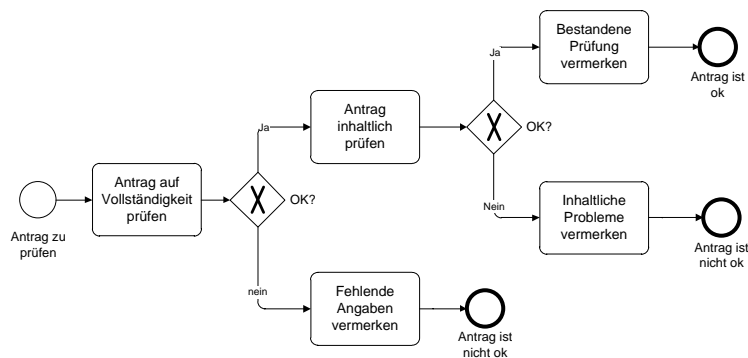 Antrag zu
prüfen
Antrag auf
Vollständigkeit
prüfen
OK?
Ja
Antrag
inhaltlich
prüfen
OK?
Ja
Bestandene
Prüfung
vermerken
Antrag ist
ok
Nein
Inhaltliche
Probleme
vermerken
Antrag ist
nicht ok
nein
Fehlende
Angaben
vermerken
Antrag ist
nicht ok